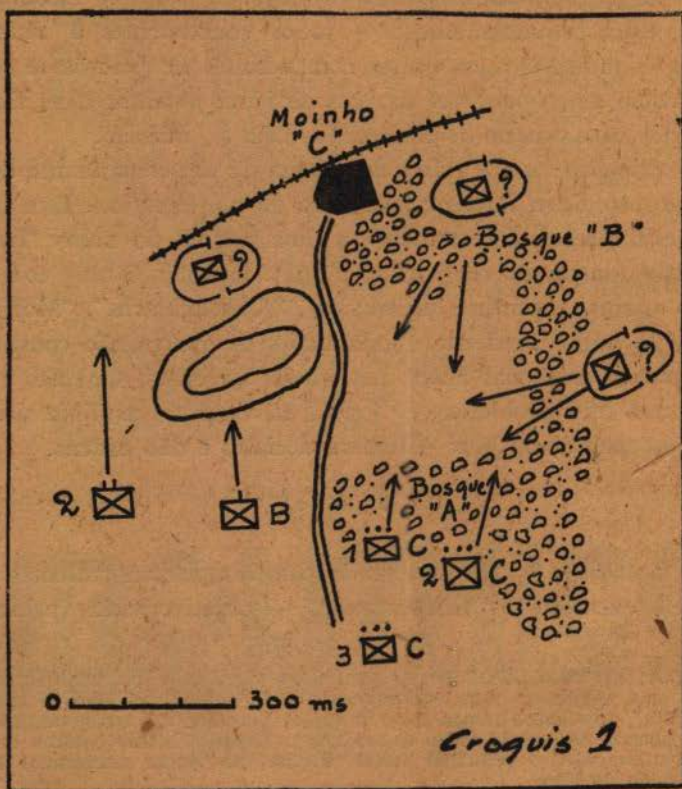 Moinho
"C"
?
?
Bosque "B"
?
2
B
Bosque
"A"
1 C
2 C
3 C
0 300 ms
Croquis 1